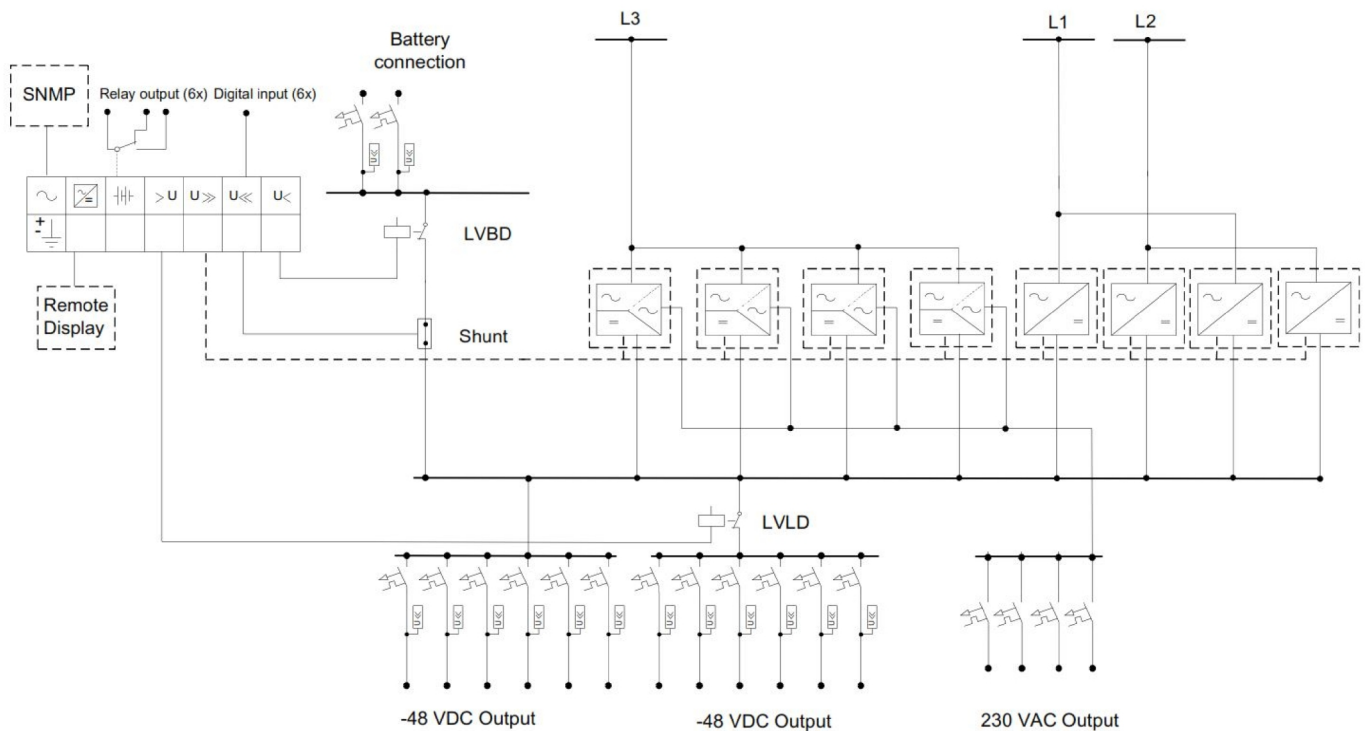 L3
L1
L2
Battery
connection
SNMP
Relay output (6x)
Digital input (6x)
U≪ U≪
>U U≫ U≪ U<
+
-
LVBD
Remote
Display
Shunt
LVLD
U≪ U≪ U≪ U≪ U≪ U≪
U≪ U≪ U≪ U≪ U≪ U≪
-48 VDC Output
-48 VDC Output
230 VAC Output